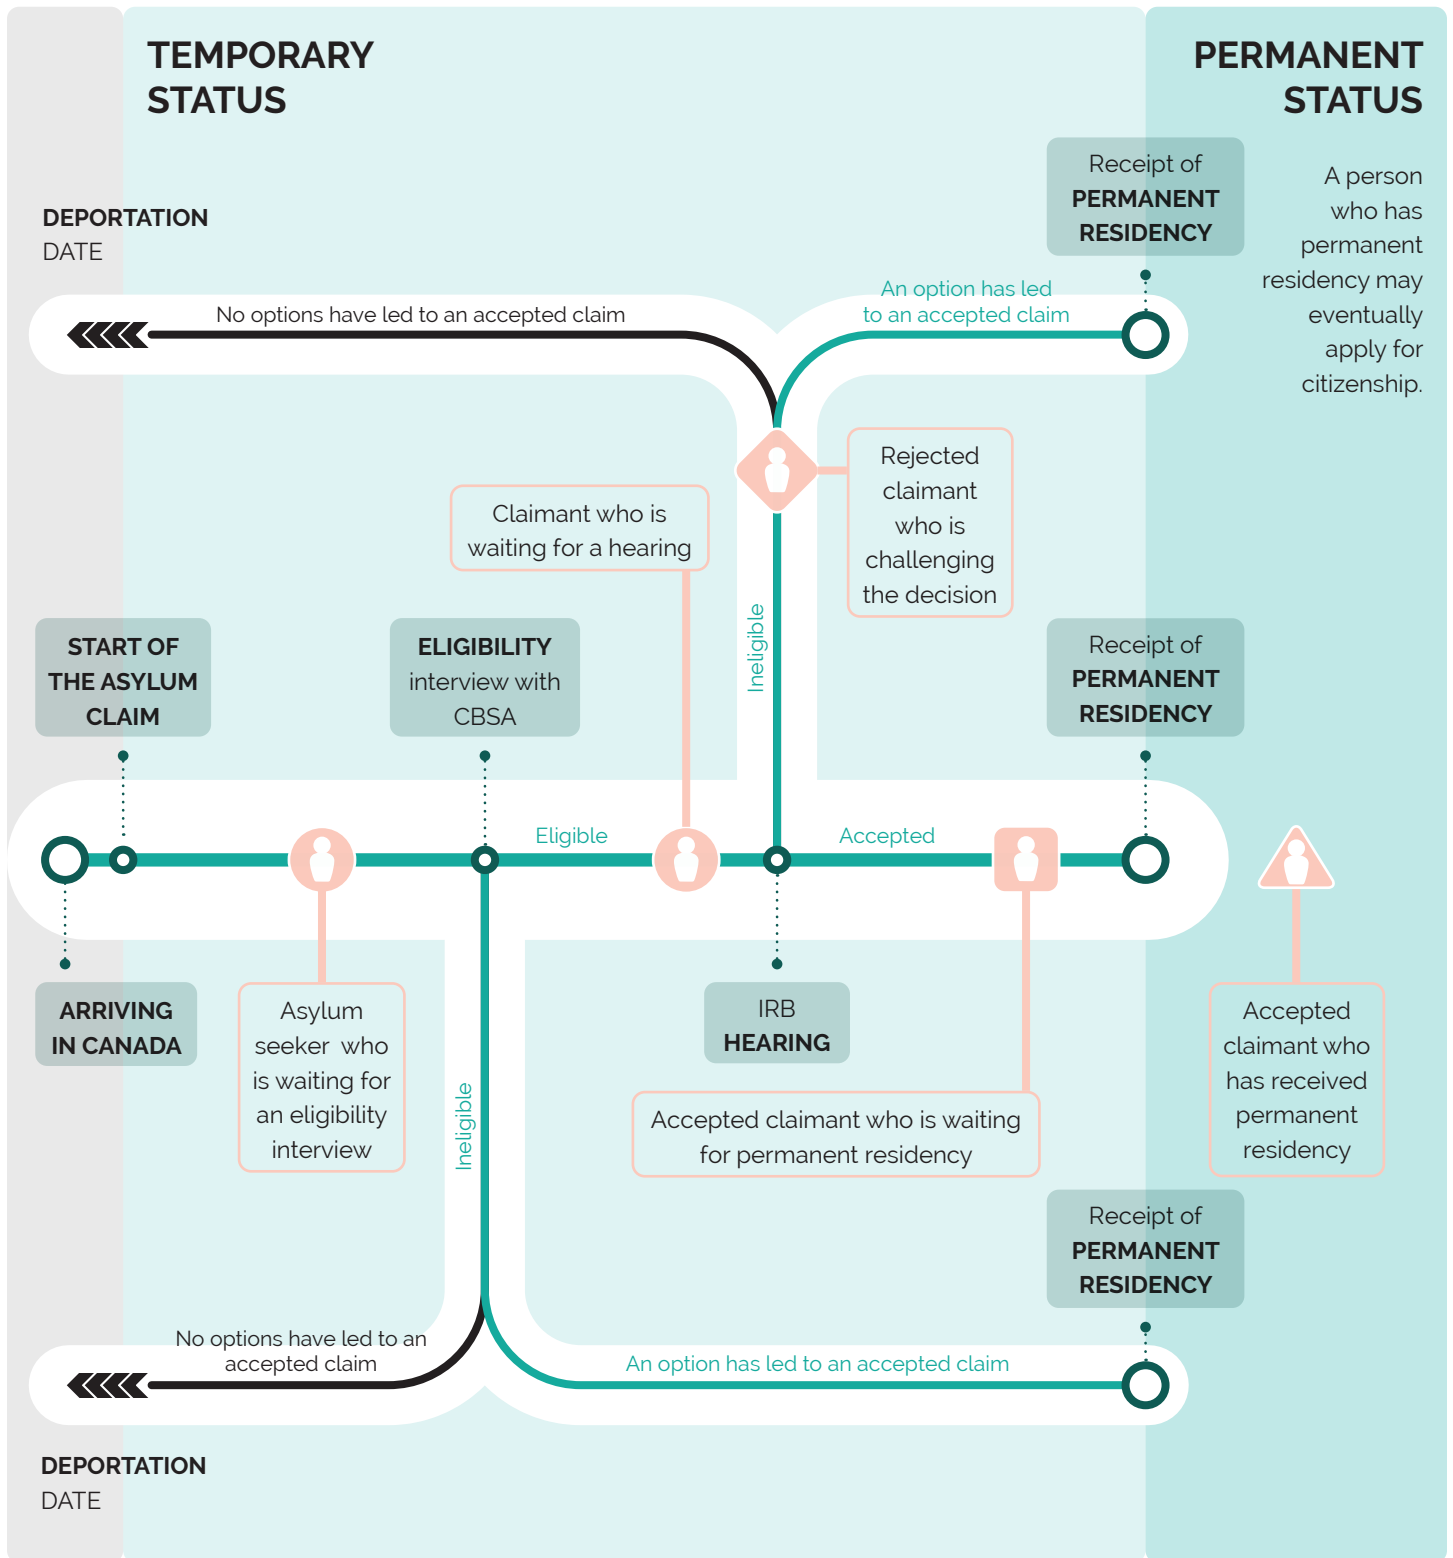 TEMPORARY
STATUS
PERMANENT
STATUS
Receipt of
PERMANENT
RESIDENCY
A person
who has
permanent
residency may
eventually
apply for
citizenship.
DEPORTATION
DATE
No options have led to an accepted claim
An option has led
to an accepted claim
Rejected
claimant
who is
challenging
the decision
Claimant who is
waiting for a hearing
Ineligible
START OF
THE ASYLUM
CLAIM
ELIGIBILITY
interview with
CBSA
Receipt of
PERMANENT
RESIDENCY
Eligible
Accepted
ARRIVING
IN CANADA
Asylum
seeker who
is waiting for
an eligibility
interview
IRB
HEARING
Accepted claimant who is waiting
for permanent residency
Accepted
claimant who
has received
permanent
residency
Ineligible
Receipt of
PERMANENT
RESIDENCY
No options have led to an
accepted claim
An option has led to an accepted claim
DEPORTATION
DATE